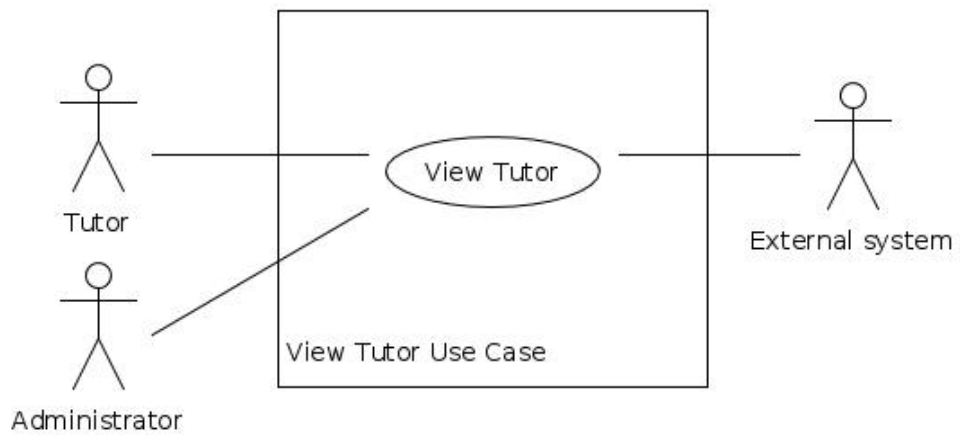 View Tutor
Tutor
External system
View Tutor Use Case
Administrator